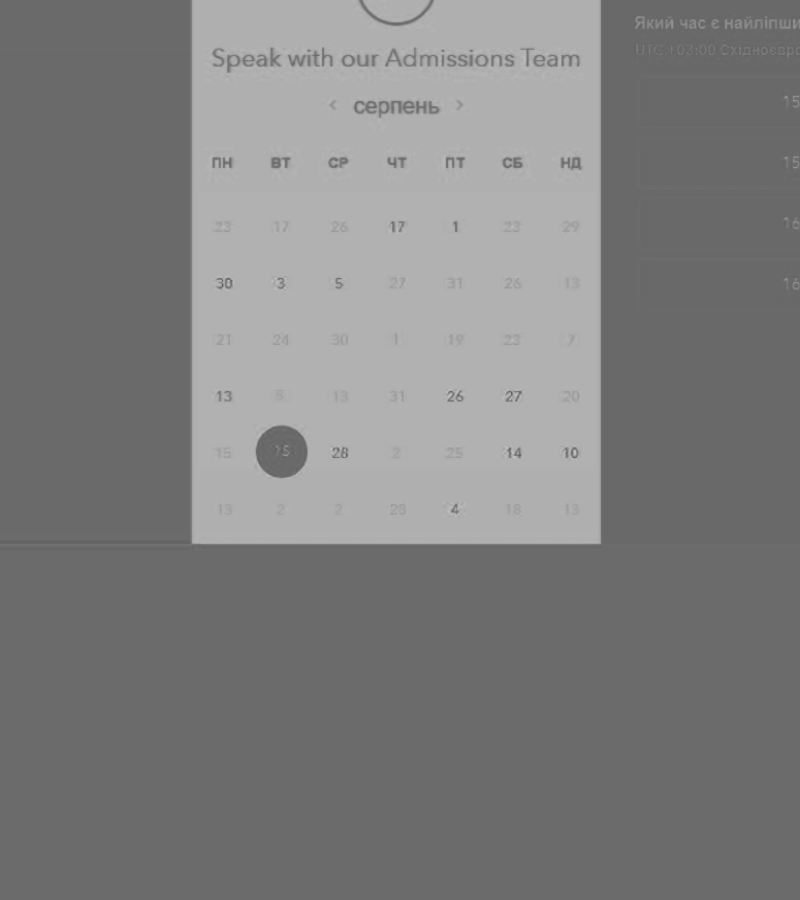 Speak with our Admissions Team
< серпень >
ПН ВТ СР ЧТ ПТ СБ НД
23 17 26 17 1 23 29
30 3 5 27 31 26 13
21 24 30 1 19 23 7
13 13 31 26 27 20
15 15 28 2 25 14 10
13 2 2 18 13
4
Який час є найліпши
UTC +03:00 Східноєвро
15
15
16
16